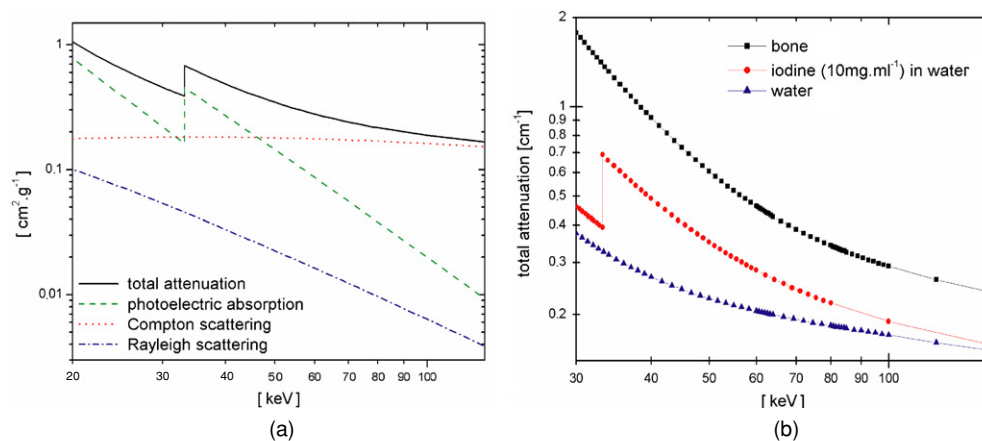 [ cm².g⁻¹]
1
0.1
0.01
total attenuation
photoelectric absorption
Compton scattering
Rayleigh scattering
20
30
40
50
60
70
80
100
[ keV]
(a)
total attenuation [cm⁻¹]
2
1
0.9
0.8
0.7
0.6
0.5
0.4
0.3
0.2
bone
iodine (10mg.ml⁻¹) in water
water
30
40
50
60
70
80
100
[ keV]
(b)